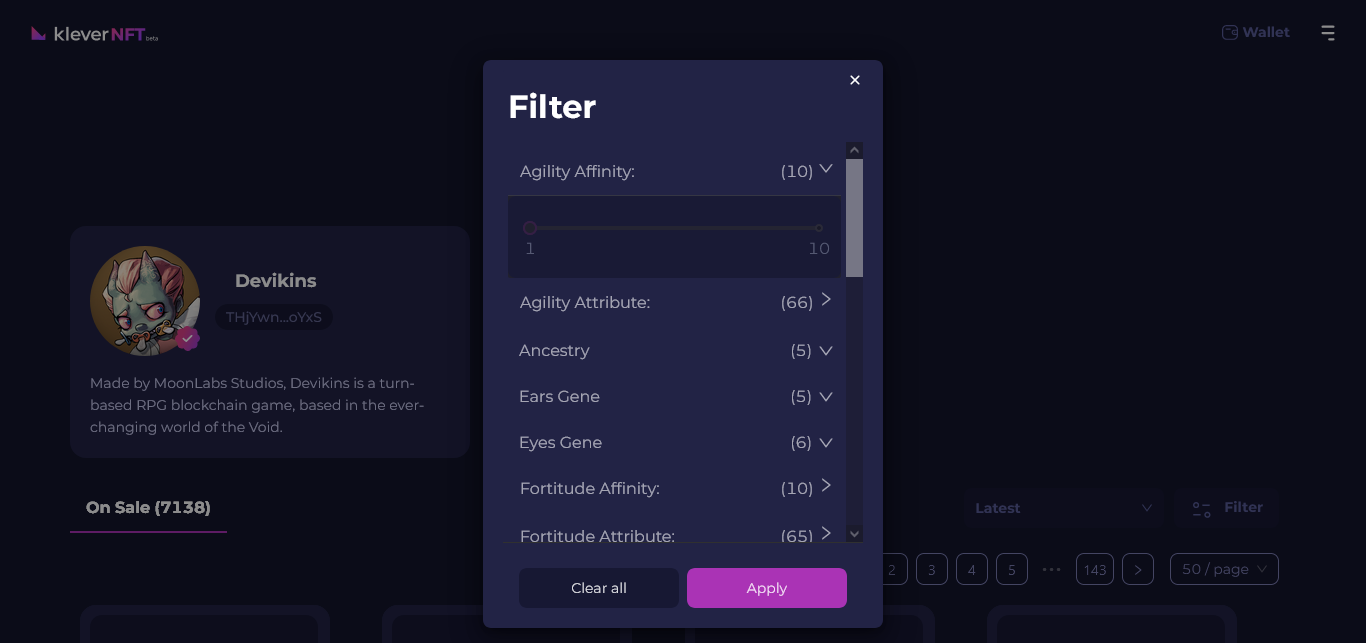 kleverNFT beta
Wallet
Filter
Agility Affinity: (10)
1 10
Agility Attribute: (66)
Ancestry (5)
Ears Gene (5)
Eyes Gene (6)
Fortitude Affinity: (10)
Fortitude Attribute: (65)
Clear all Apply
Devikins
THjYwn...oYxS
Made by MoonLabs Studios, Devikins is a turn-
based RPG blockchain game, based in the ever-
changing world of the Void.
On Sale (7138)
Latest Filter
2 3 4 5 ••• 143 50 / page